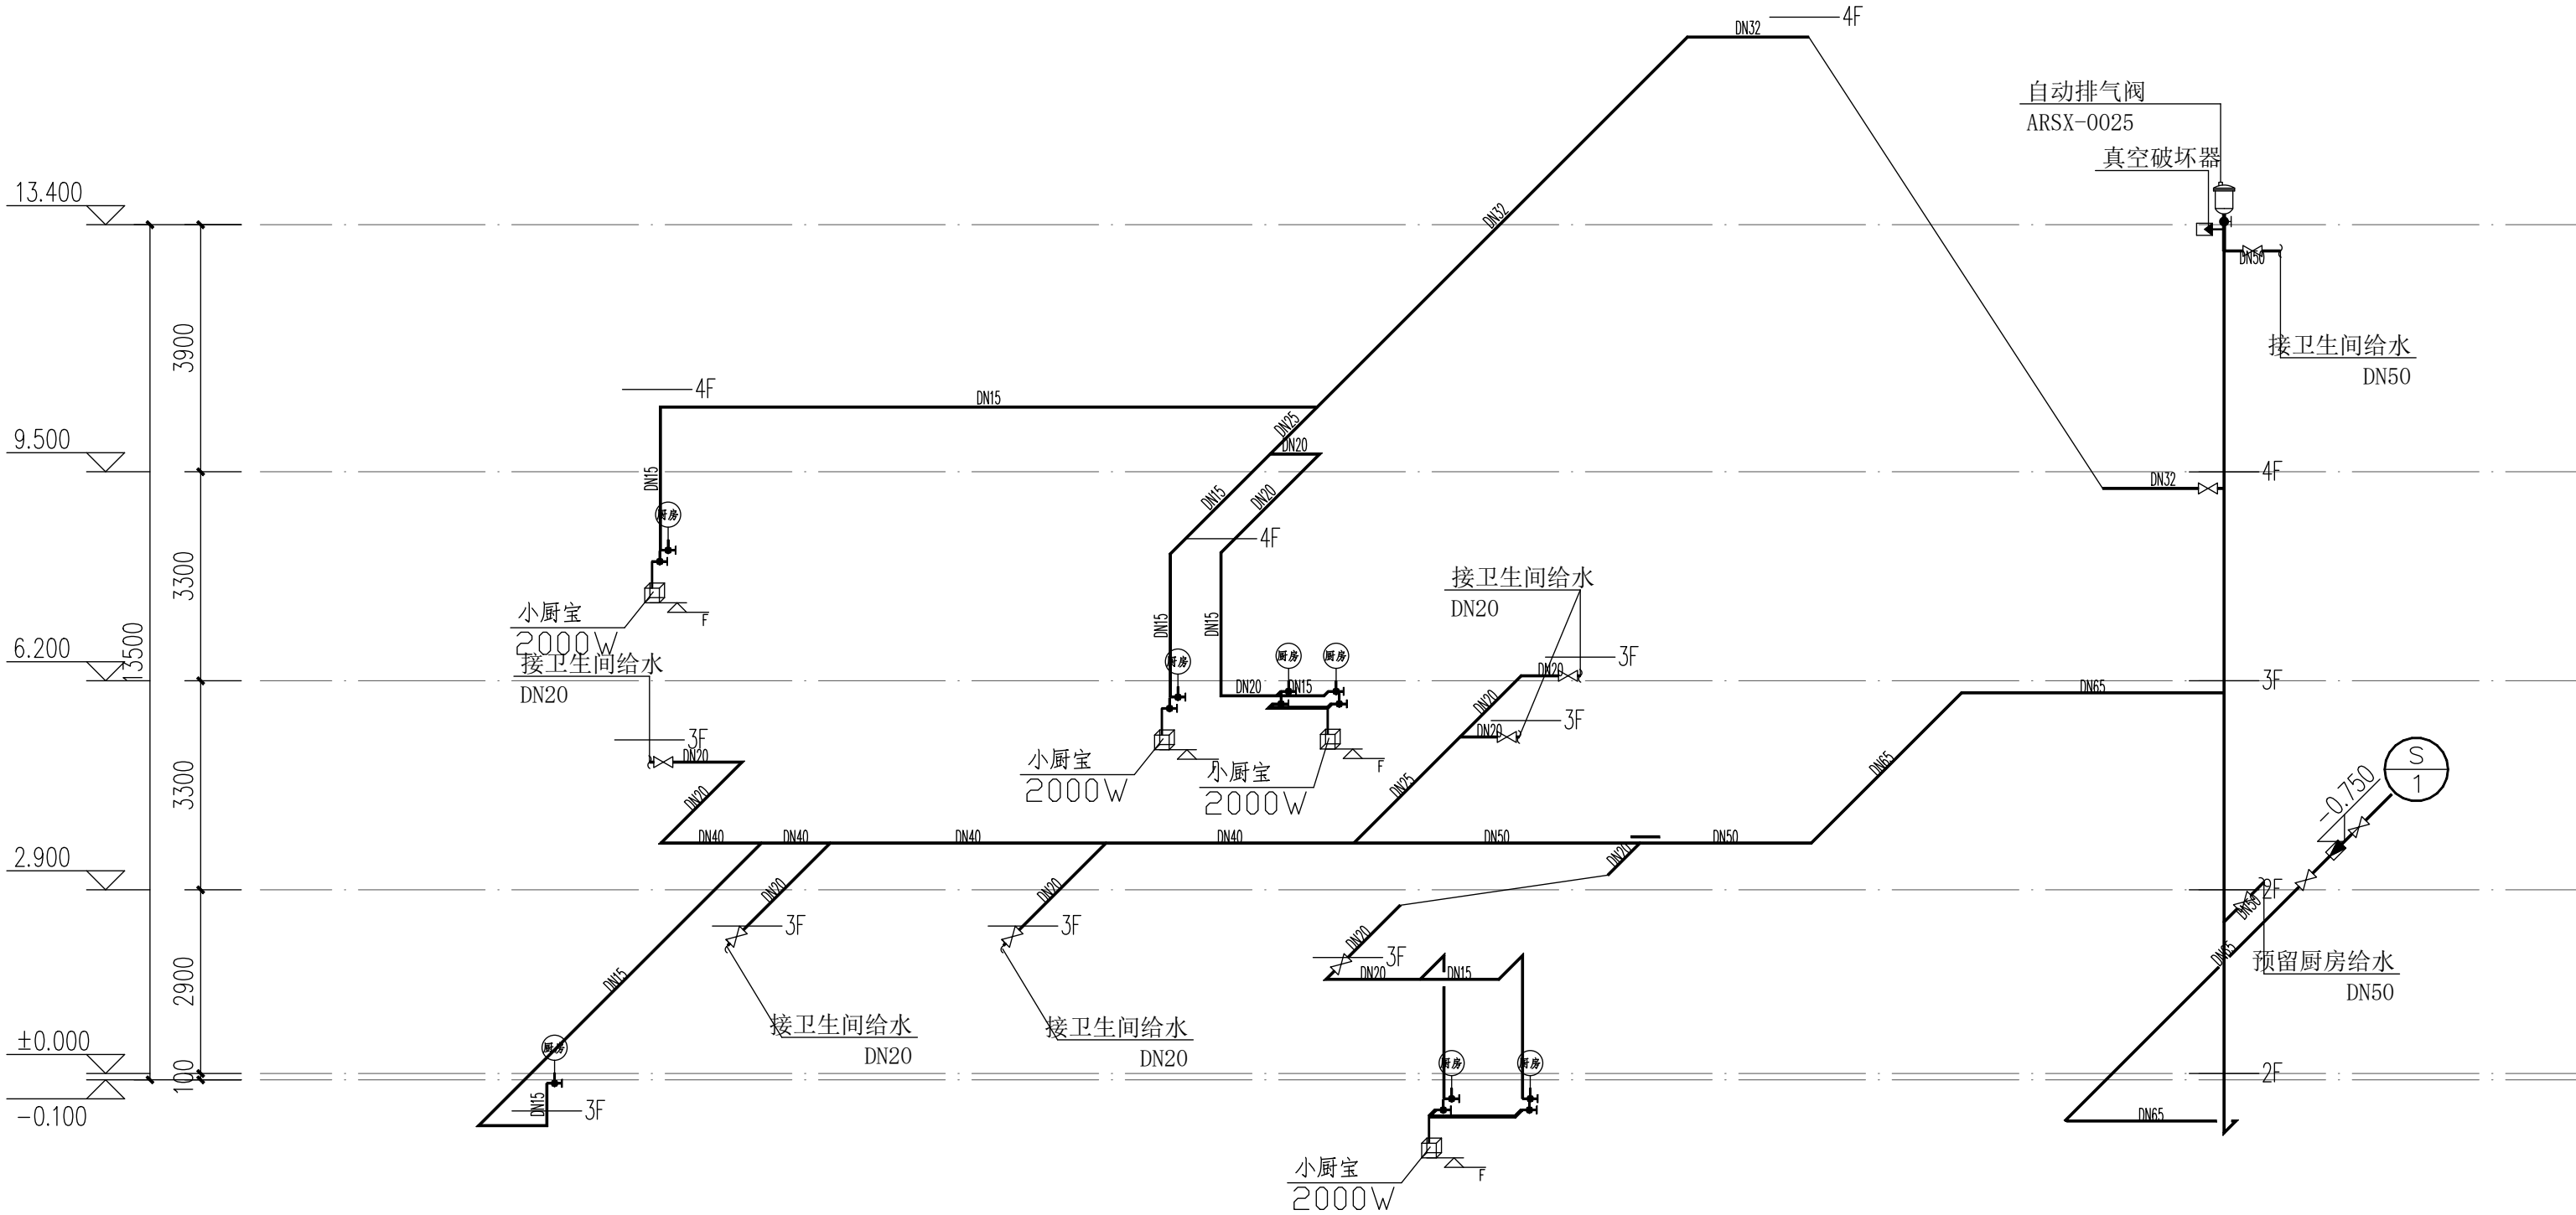 DN32
4F
自动排气阀
ARSX-0025
真空破坏器
13.400
DN32
DN50
3900
接卫生间给水
DN50
4F
DN15
DN25
DN20
9.500
4F
DN15
DN15
DN20
DN32
厨房
4F
3300
接卫生间给水
DN20
小厨宝
2000W
F
DN15
DN15
13500
6.200
接卫生间给水
DN20
厨房
厨房
厨房
3F
DN20
3F
DN20
DN15
DN20
DN65
3F
DN20
3F
DN20
小厨宝
2000W
F
小厨宝
2000W
F
DN65
S
1
-0.750
3300
DN20
DN25
DN40
DN40
DN40
DN40
DN50
DN50
2.900
DN20
DN20
DN20
2F
DN50
3F
3F
DN20
3F
DN65
预留厨房给水
DN50
2900
DN15
DN20
DN15
接卫生间给水
DN20
接卫生间给水
DN20
±0.000
厨房
厨房
厨房
2F
100
-0.100
DN15
3F
DN65
小厨宝
2000W
F